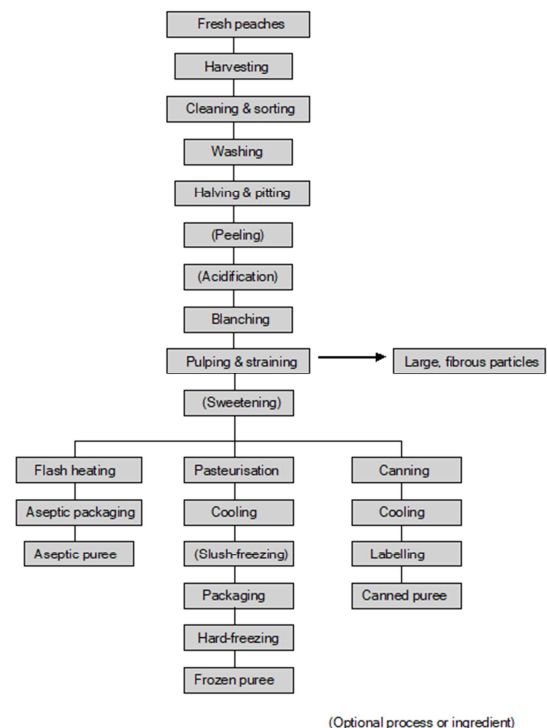 Fresh peaches
Harvesting
Cleaning & sorting
Washing
Halving & pitting
(Peeling)
(Acidification)
Blanching
Pulping & straining
Large, fibrous particles
(Sweetening)
Flash heating
Pasteurisation
Canning
Aseptic packaging
Cooling
Cooling
Aseptic puree
(Slush-freezing)
Labelling
Packaging
Canned puree
Hard-freezing
Frozen puree
(Optional process or ingredient)